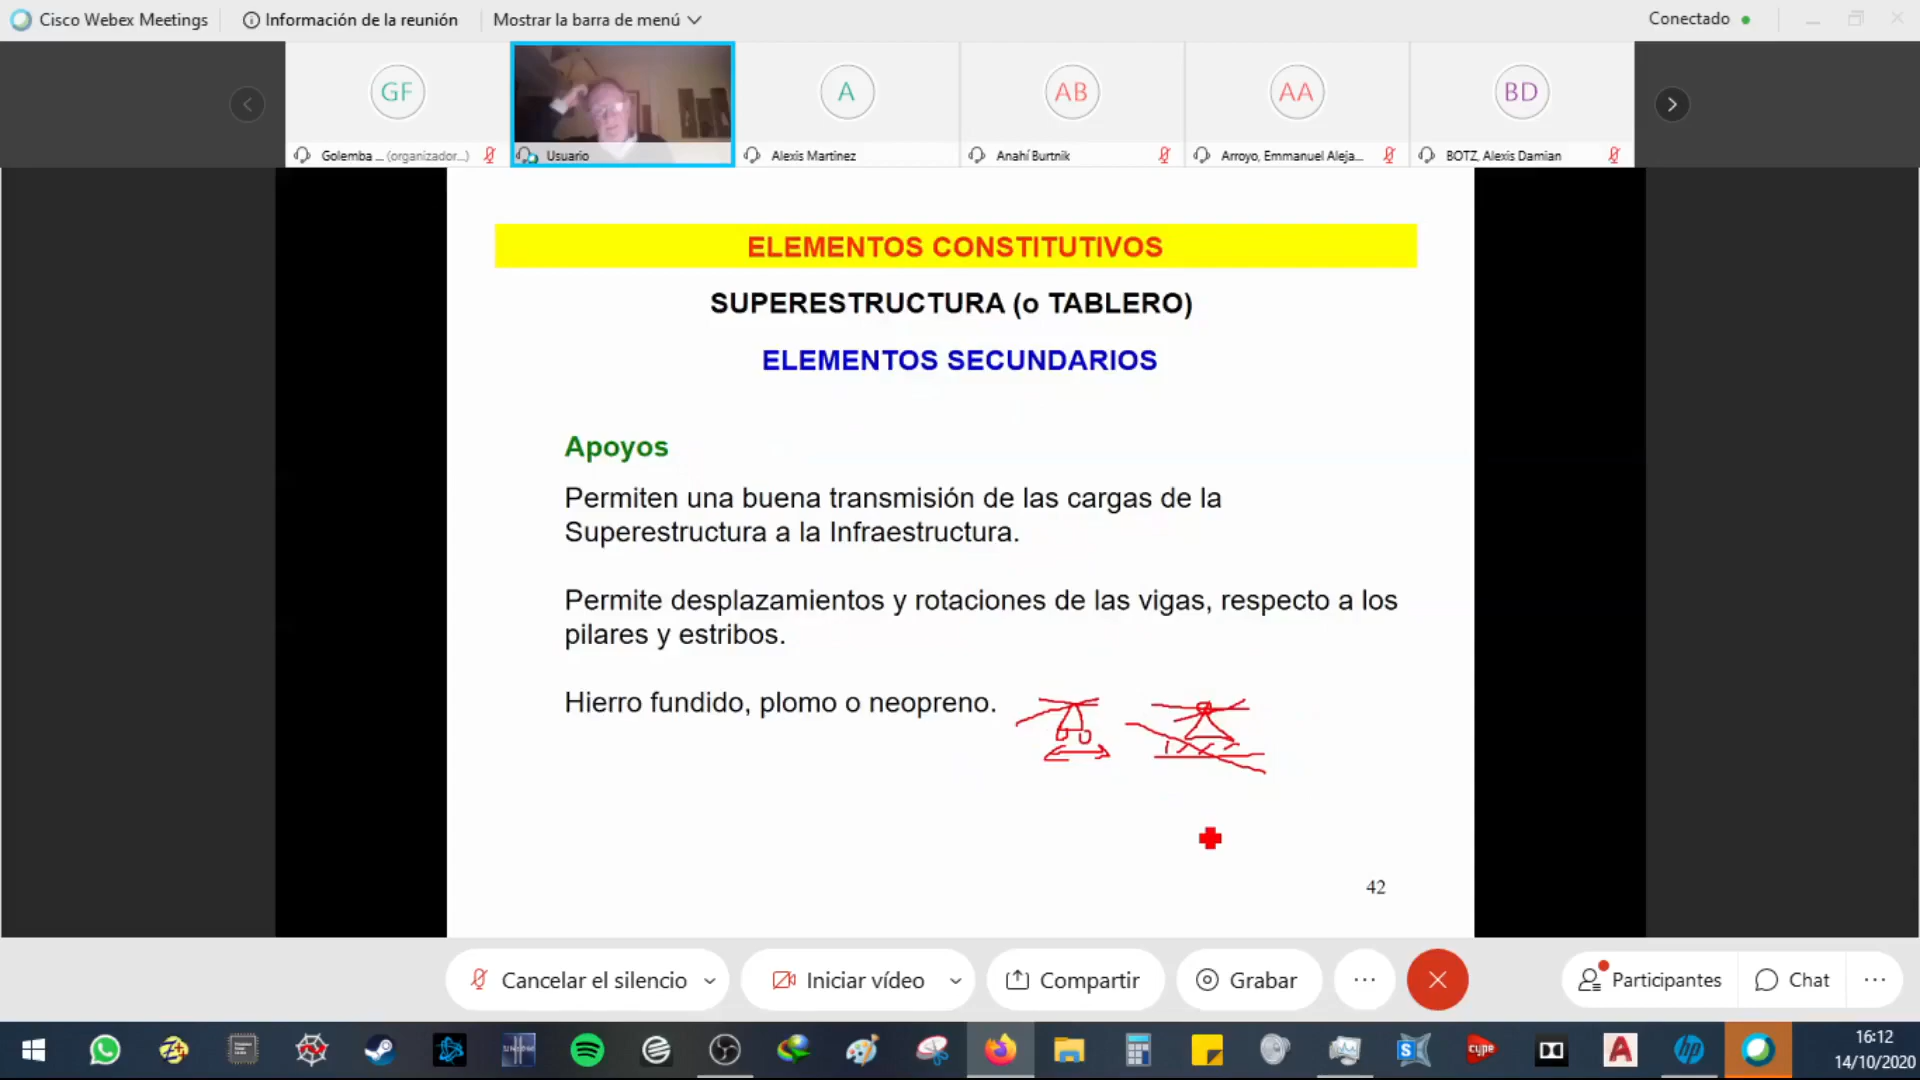 Cisco Webex Meetings
Información de la reunión
Mostrar la barra de menú
Conectado
GF
A
AB
AA
BD
Golemba ... (organizador...)
Usuario
Alexis Martinez
Anahí Burtnik
Arroyo, Emmanuel Aleja...
BOTZ, Alexis Damian
ELEMENTOS CONSTITUTIVOS
SUPERESTRUCTURA (o TABLERO)
ELEMENTOS SECUNDARIOS
Apoyos
Permiten una buena transmisión de las cargas de la
Superestructura a la Infraestructura.
Permite desplazamientos y rotaciones de las vigas, respecto a los
pilares y estribos.
Hierro fundido, plomo o neopreno.
42
Cancelar el silencio
Iniciar vídeo
Compartir
Grabar
Participantes
Chat
cype
hp
16:12
14/10/2020